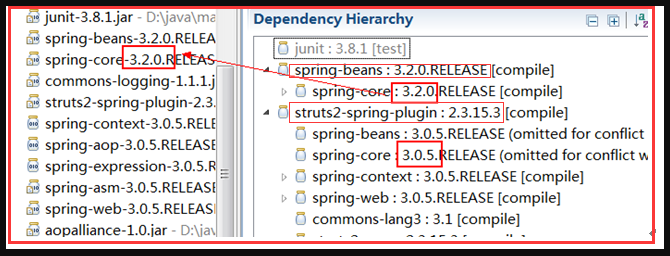 junit-3.8.1.jar - D:\java\ma
spring-beans-3.2.0.RELEA
spring-core-3.2.0.RELEAS
commons-logging-1.1.1.j
struts2-spring-plugin-2.3.
spring-context-3.0.5.RELE
spring-aop-3.0.5.RELEAS
spring-expression-3.0.5.R
spring-asm-3.0.5.RELEAS
spring-web-3.0.5.RELEAS
aopalliance-1.0.jar - D:\ja
Dependency Hierarchy
junit : 3.8.1 [test]
spring-beans : 3.2.0.RELEASE [compile]
spring-core : 3.2.0.RELEASE [compile]
struts2-spring-plugin : 2.3.15.3 [compile]
spring-beans : 3.0.5.RELEASE (omitted for conflict
spring-core : 3.0.5.RELEASE (omitted for conflict w
spring-context : 3.0.5.RELEASE [compile]
spring-web : 3.0.5.RELEASE [compile]
commons-lang3 : 3.1 [compile]